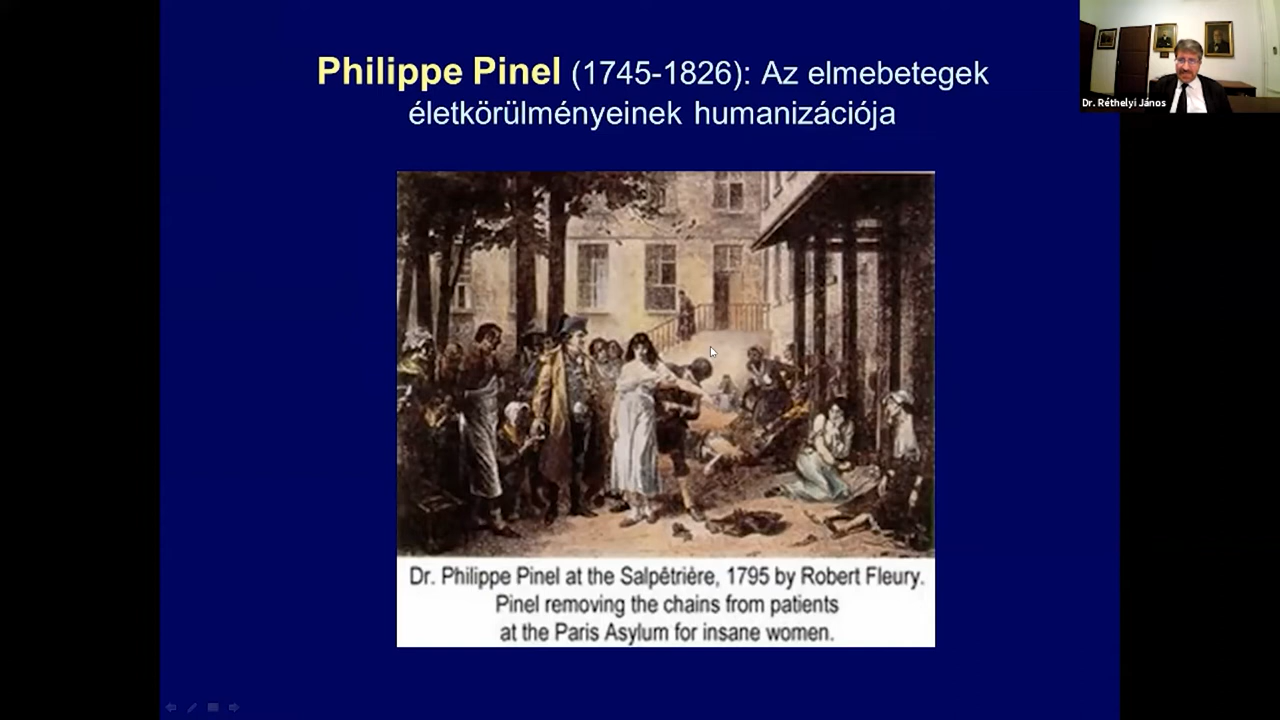 Philippe Pinel (1745-1826): Az elmebetegek
életkörülményeinek humanizációja
Dr. Réthelyi János
Dr. Philippe Pinel at the Salpêtrière, 1795 by Robert Fleury.
Pinel removing the chains from patients
at the Paris Asylum for insane women.